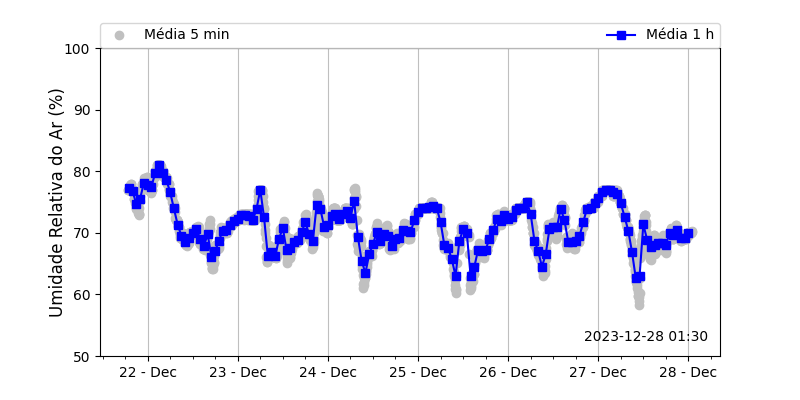 Média 5 min
Média 1 h
Umidade Relativa do Ar (%)
100
90
80
70
60
50
2023-12-28 01:30
22 - Dec
23 - Dec
24 - Dec
25 - Dec
26 - Dec
27 - Dec
28 - Dec